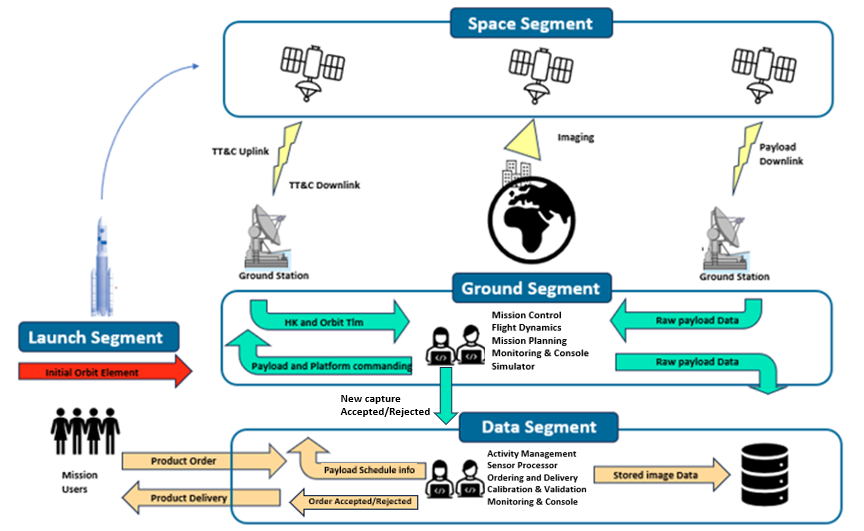 Space Segment
TT&C Uplink
TT&C Downlink
Imaging
Payload
Downlink
Ground Station
Ground Station
Ground Segment
Launch Segment
Initial Orbit Element
HK and Orbit Tlm
Payload and Platform commanding
Mission Control
Flight Dynamics
Mission Planning
Monitoring & Console
Simulator
Raw payload Data
Raw payload Data
New capture
Accepted/Rejected
Data Segment
Mission
Users
Product Order
Product Delivery
Payload Schedule info
Order Accepted/Rejected
Activity Management
Sensor Processor
Ordering and Delivery
Calibration & Validation
Monitoring & Console
Stored image Data